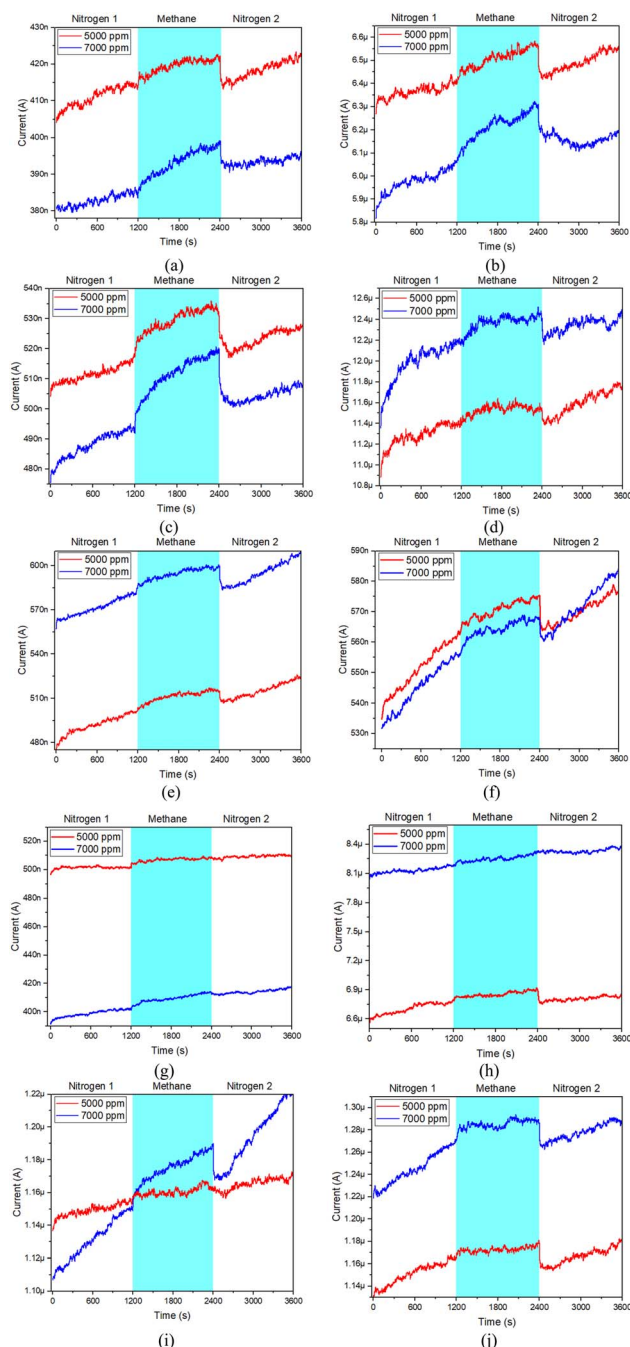 Nitrogen 1 Methane Nitrogen 2
5000 ppm
7000 ppm
430n
420n
410n
400n
390n
380n
Current (A)
0 600 1200 1800 2400 3000 3600
Time (s)
(a)
Nitrogen 1 Methane Nitrogen 2
5000 ppm
7000 ppm
6.6µ
6.5µ
6.4µ
6.3µ
6.2µ
6.1µ
6.0µ
5.9µ
5.8µ
Current (A)
0 600 1200 1800 2400 3000 3600
Time (s)
(b)
Nitrogen 1 Methane Nitrogen 2
5000 ppm
7000 ppm
540n
530n
520n
510n
500n
490n
480n
Current (A)
0 600 1200 1800 2400 3000 3600
Time (s)
(c)
Nitrogen 1 Methane Nitrogen 2
5000 ppm
7000 ppm
12.6µ
12.4µ
12.2µ
12.0µ
11.8µ
11.6µ
11.4µ
11.2µ
11.0µ
10.8µ
Current (A)
0 600 1200 1800 2400 3000 3600
Time (s)
(d)
Nitrogen 1 Methane Nitrogen 2
5000 ppm
7000 ppm
600n
570n
540n
510n
480n
Current (A)
0 600 1200 1800 2400 3000 3600
Time (s)
(e)
Nitrogen 1 Methane Nitrogen 2
5000 ppm
7000 ppm
590n
580n
570n
560n
550n
540n
530n
Current (A)
0 600 1200 1800 2400 3000 3600
Time (s)
(f)
Nitrogen 1 Methane Nitrogen 2
5000 ppm
7000 ppm
520n
500n
480n
460n
440n
420n
400n
Current (A)
0 600 1200 1800 2400 3000 3600
Time (s)
(g)
Nitrogen 1 Methane Nitrogen 2
5000 ppm
7000 ppm
8.4µ
8.1µ
7.8µ
7.5µ
7.2µ
6.9µ
6.6µ
Current (A)
0 600 1200 1800 2400 3000 3600
Time (s)
(h)
Nitrogen 1 Methane Nitrogen 2
5000 ppm
7000 ppm
1.22µ
1.20µ
1.18µ
1.16µ
1.14µ
1.12µ
1.10µ
Current (A)
0 600 1200 1800 2400 3000 3600
Time (s)
(i)
Nitrogen 1 Methane Nitrogen 2
5000 ppm
7000 ppm
1.30µ
1.28µ
1.26µ
1.24µ
1.22µ
1.20µ
1.18µ
1.16µ
1.14µ
Current (A)
0 600 1200 1800 2400 3000 3600
Time (s)
(j)